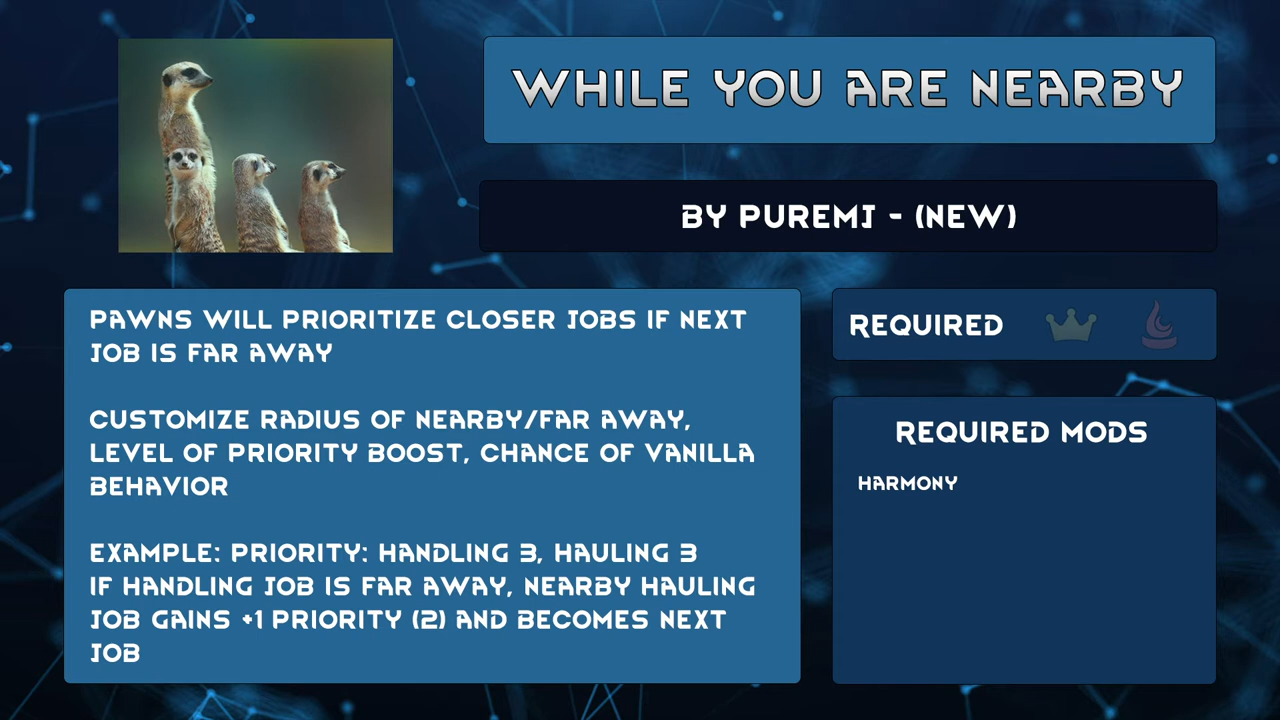 WHILE YOU ARE NEARBY
BY PUREMJ - (NEW)
PAWNS WILL PRIORITIZE CLOSER JOBS IF NEXT
JOB IS FAR AWAY
CUSTOMIZE RADIUS OF NEARBY/FAR AWAY,
LEVEL OF PRIORITY BOOST, CHANCE OF VANILLA
BEHAVIOR
EXAMPLE: PRIORITY: HANDLING 3, HAULING 3
IF HANDLING JOB IS FAR AWAY, NEARBY HAULING
JOB GAINS +1 PRIORITY (2) AND BECOMES NEXT
JOB
REQUIRED
REQUIRED MODS
HARMONY